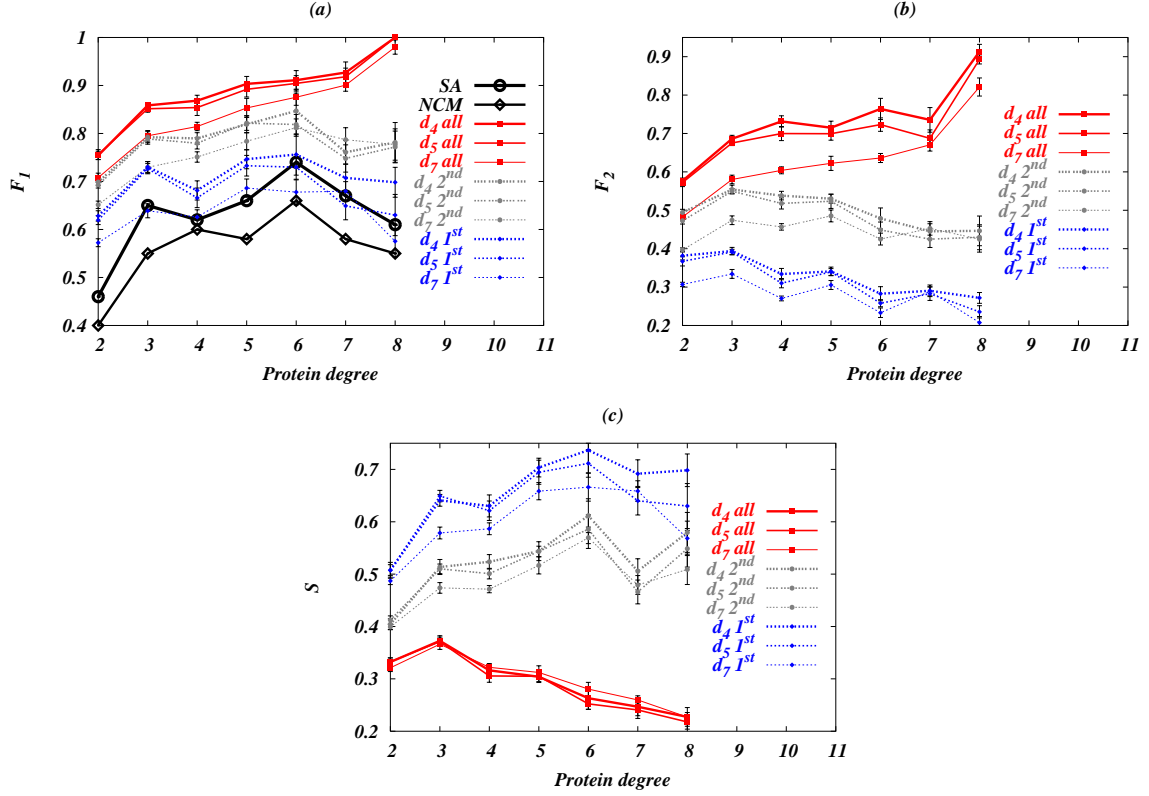 (a)
1
0.9
0.8
0.7
0.6
0.5
0.4
F1
2 3 4 5 6 7 8 9 10 11
Protein degree
SA
NCM
d4 all
d5 all
d7 all
d4 2nd
d5 2nd
d7 2nd
d4 1st
d5 1st
d7 1st
(b)
0.9
0.8
0.7
0.6
0.5
0.4
0.3
0.2
F2
2 3 4 5 6 7 8 9 10 11
Protein degree
d4 all
d5 all
d7 all
d4 2nd
d5 2nd
d7 2nd
d4 1st
d5 1st
d7 1st
(c)
0.7
0.6
0.5
0.4
0.3
0.2
S
2 3 4 5 6 7 8 9 10 11
Protein degree
d4 all
d5 all
d7 all
d4 2nd
d5 2nd
d7 2nd
d4 1st
d5 1st
d7 1st